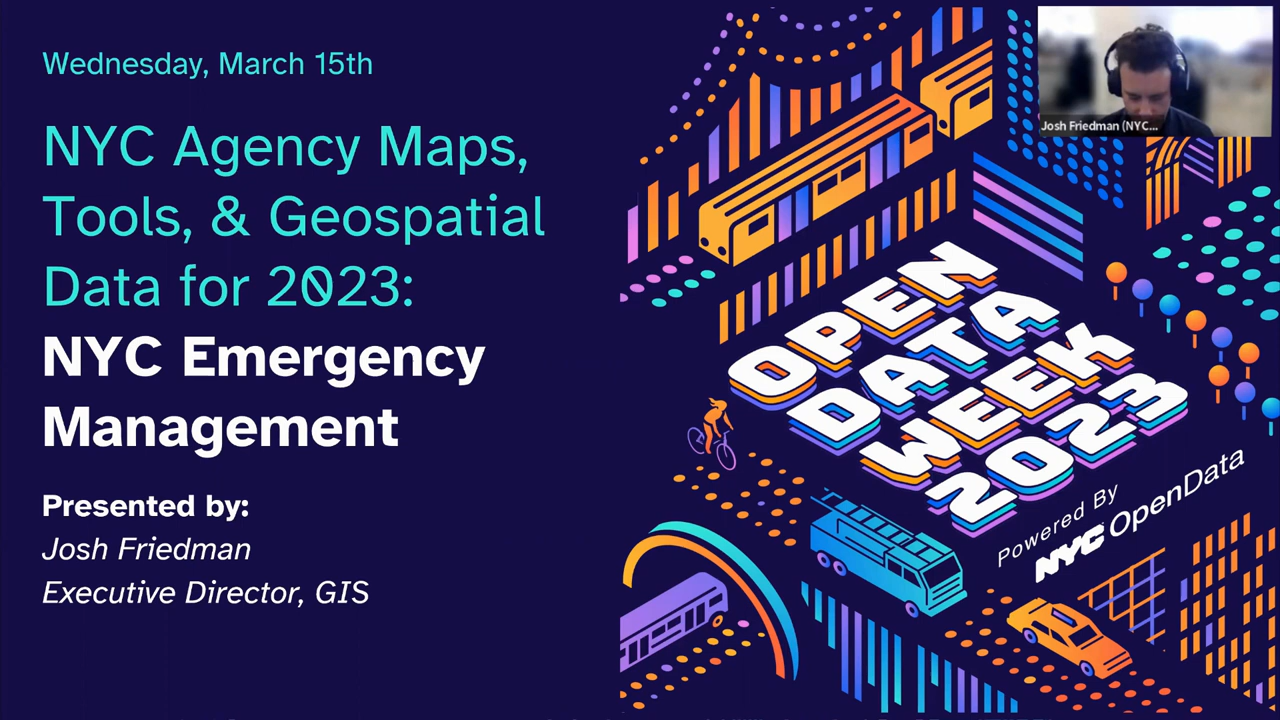 Wednesday, March 15th
NYC Agency Maps,
Tools, & Geospatial
Data for 2023:
NYC Emergency
Management
Presented by:
Josh Friedman
Executive Director, GIS
Josh Friedman (NYC...
OPEN
DATA
WEEK
2023
Powered By
NYC OpenData